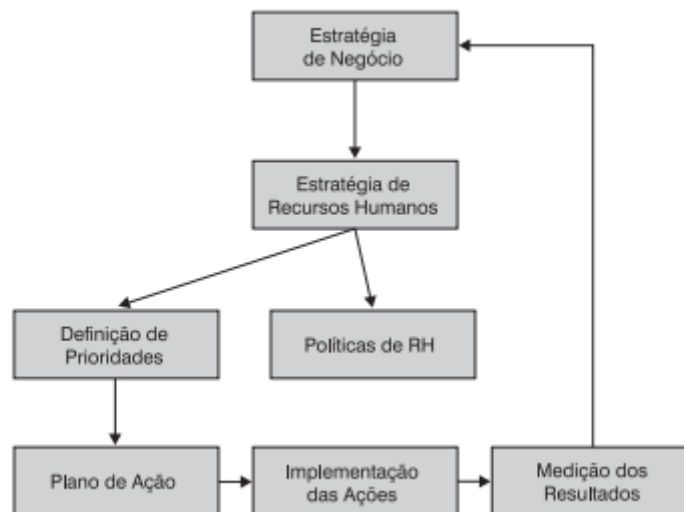 Estratégia
de Negócio
Estratégia de
Recursos Humanos
Definição de
Prioridades
Políticas de RH
Plano de Ação
Implementação
das Ações
Medição dos
Resultados